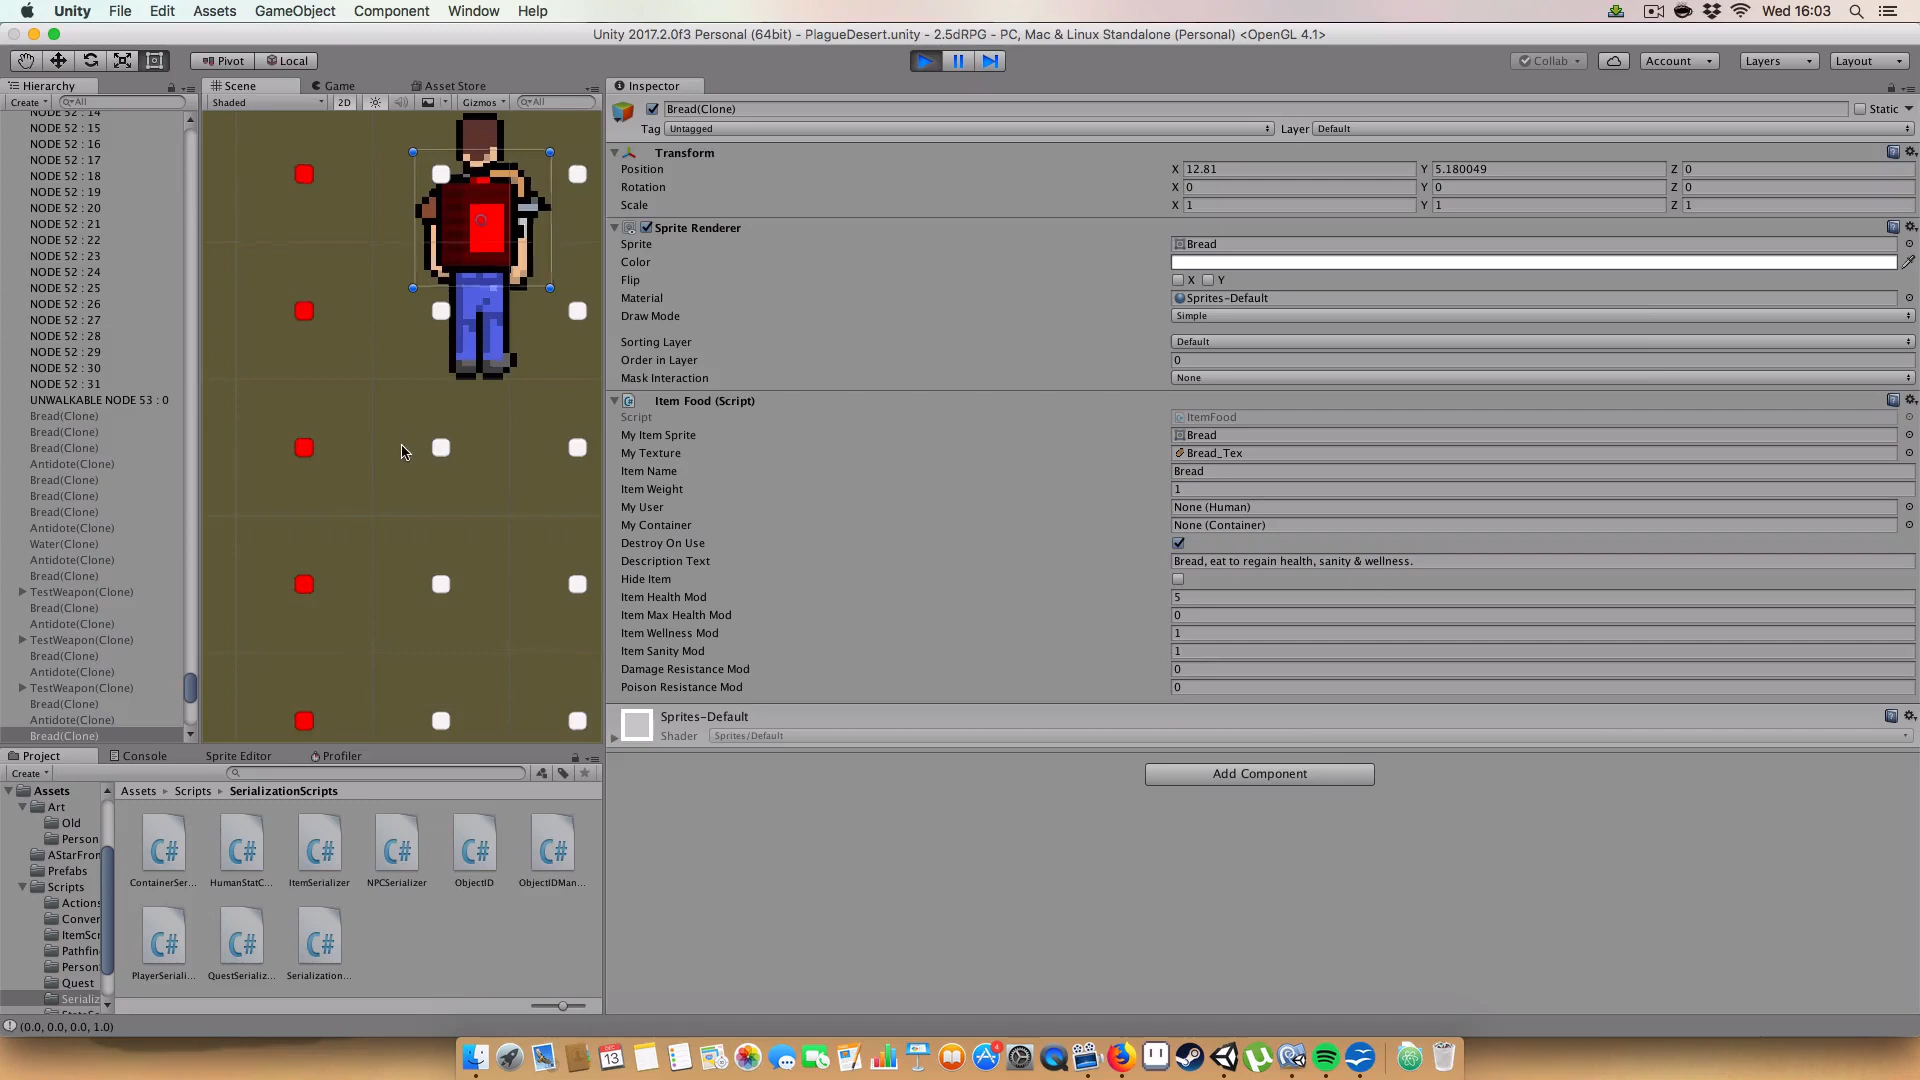 Unity File Edit Assets GameObject Component Window Help Wed 16:03
Unity 2017.2.0f3 Personal (64bit) - PlagueDesert.unity - 2.5dRPG - PC, Mac & Linux Standalone (Personal) <OpenGL 4.1>
Pivot Local Collab Account Layers Layout
Hierarchy Scene Game Asset Store Inspector
Create All Shaded 2D Gizmos All
NODE 52 : 14
NODE 52 : 15
NODE 52 : 16
NODE 52 : 17
NODE 52 : 18
NODE 52 : 19
NODE 52 : 20
NODE 52 : 21
NODE 52 : 22
NODE 52 : 23
NODE 52 : 24
NODE 52 : 25
NODE 52 : 26
NODE 52 : 27
NODE 52 : 28
NODE 52 : 29
NODE 52 : 30
NODE 52 : 31
UNWALKABLE NODE 53 : 0
Bread(Clone)
Bread(Clone)
Bread(Clone)
Antidote(Clone)
Bread(Clone)
Bread(Clone)
Bread(Clone)
Antidote(Clone)
Water(Clone)
Antidote(Clone)
Bread(Clone)
TestWeapon(Clone)
Bread(Clone)
Antidote(Clone)
TestWeapon(Clone)
Bread(Clone)
Antidote(Clone)
TestWeapon(Clone)
Bread(Clone)
Antidote(Clone)
Bread(Clone)
Bread(Clone) Static
Tag Untagged Layer Default
Transform
Position X 12.81 Y 5.180049 Z 0
Rotation X 0 Y 0 Z 0
Scale X 1 Y 1 Z 1
Sprite Renderer
Sprite Bread
Color
Flip X Y
Material Sprites-Default
Draw Mode Simple
Sorting Layer Default
Order in Layer 0
Mask Interaction None
Item Food (Script)
Script ItemFood
My Item Sprite Bread
My Texture Bread_Tex
Item Name Bread
Item Weight 1
My User None (Human)
My Container None (Container)
Destroy On Use
Description Text Bread, eat to regain health, sanity & wellness.
Hide Item
Item Health Mod 5
Item Max Health Mod 0
Item Wellness Mod 1
Item Sanity Mod 1
Damage Resistance Mod 0
Poison Resistance Mod 0
Sprites-Default
Shader Sprites/Default
Add Component
Project Console Sprite Editor Profiler
Create
Assets
Art
Old
Person
AStarFron
Prefabs
Scripts
Actions
Conver
ItemScr
Pathfin
Person
Quest
Serializ
Assets ▸ Scripts ▸ SerializationScripts
ContainerSer... HumanStatC... ItemSerializer NPCSerializer ObjectID ObjectIDMan...
PlayerSeriali... QuestSerializ... Serialization...
(0.0, 0.0, 0.0, 1.0)
DEC
13
4